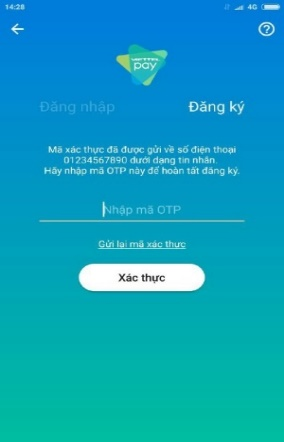 14:28
4G
VIETTEL
pay
Đăng nhập
Đăng ký
Mã xác thực đã được gửi về số điện thoại
01234567890 dưới dạng tin nhắn.
Hãy nhập mã OTP này để hoàn tất đăng ký.
Nhập mã OTP
Gửi lại mã xác thực
Xác thực